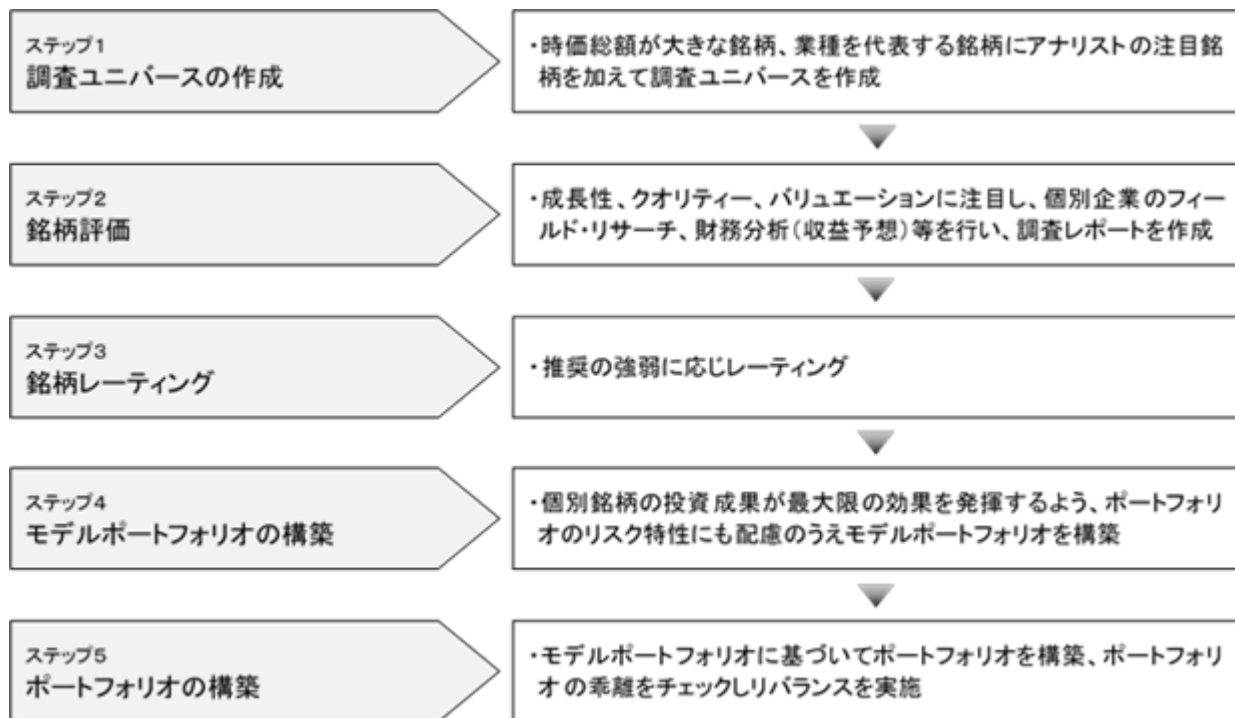 ステップ1
調査ユニバースの作成
・時価総額が大きな銘柄、業種を代表する銘柄にアナリストの注目銘
柄を加えて調査ユニバースを作成
ステップ2
銘柄評価
・成長性、クオリティー、バリュエーションに注目し、個別企業のフィー
ルド・リサーチ、財務分析(収益予想)等を行い、調査レポートを作成
ステップ3
銘柄レーティング
・推奨の強弱に応じレーティング
ステップ4
モデルポートフォリオの構築
・個別銘柄の投資成果が最大限の効果を発揮するよう、ポートフォリ
オのリスク特性にも配慮のうえモデルポートフォリオを構築
ステップ5
ポートフォリオの構築
・モデルポートフォリオに基づいてポートフォリオを構築、ポートフォリ
オの乖離をチェックしリバランスを実施